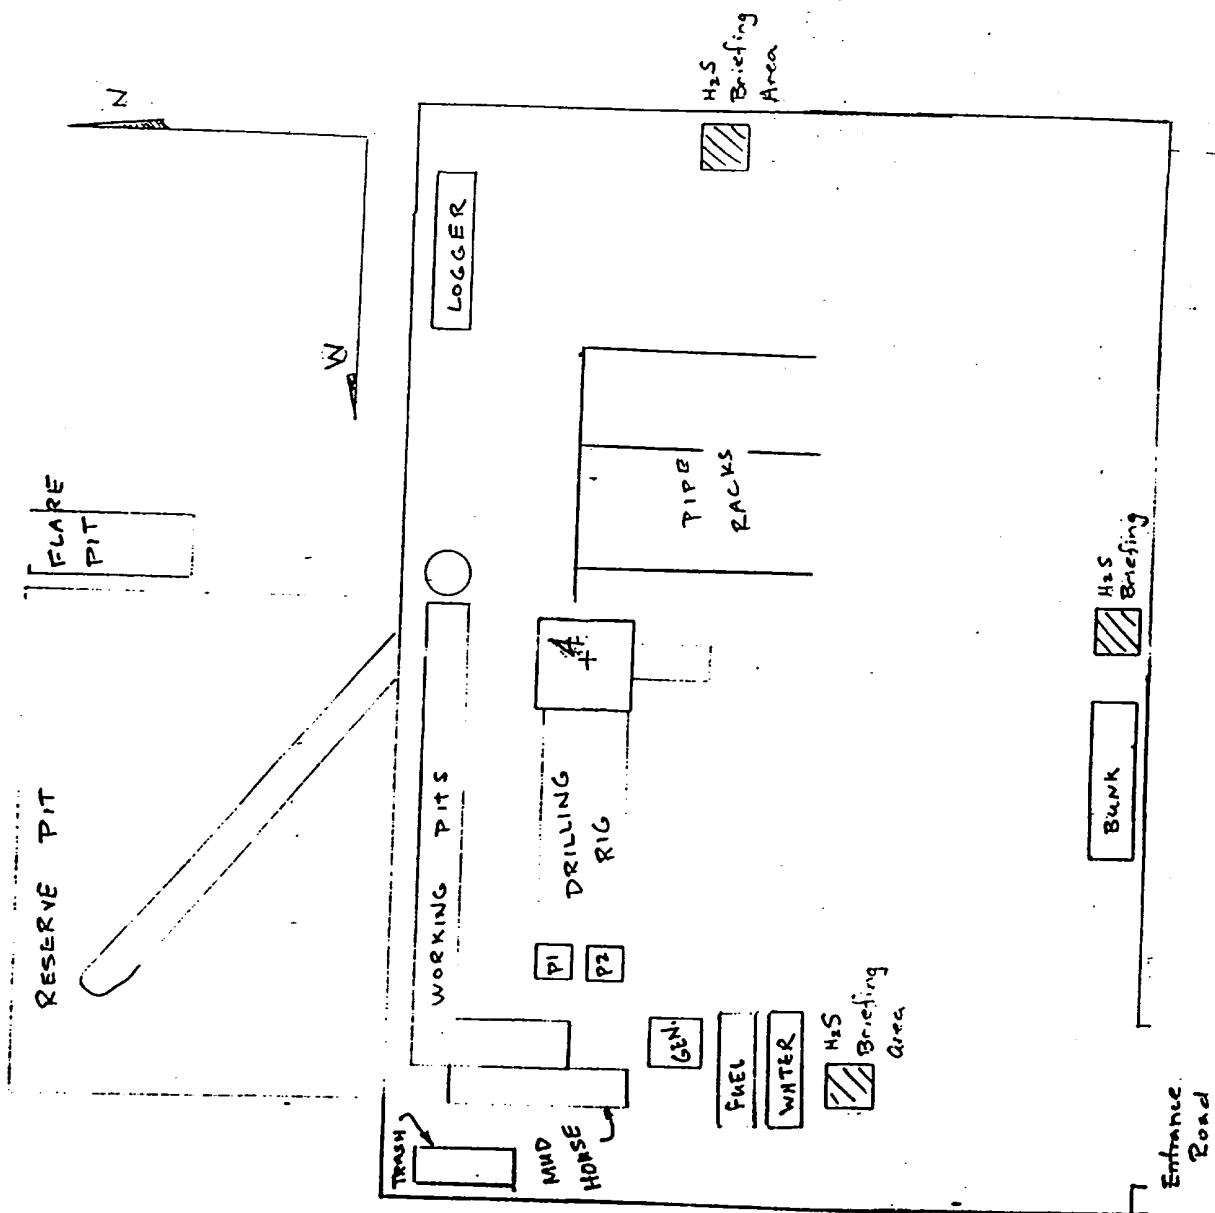 N
W
H2S
Briefing
Area
LOGGER
FLARE
PIT
PIPE
RACKS
RESERVE PIT
WORKING PITS
DRILLING
RIG
H2S
Briefing
BUNK
P1
P2
GEN.
FUEL
WATER
H2S
Briefing
area
TRASH
MUD
HOUSE
Entrance
Road